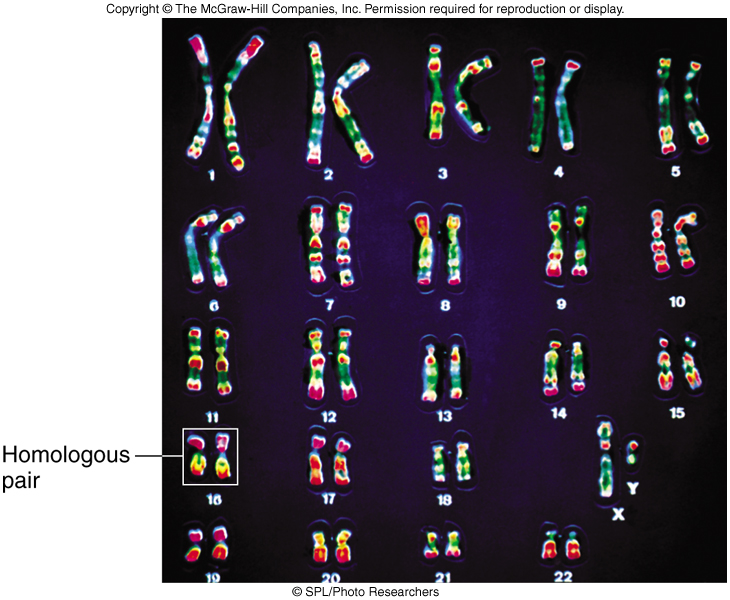 Copyright © The McGraw-Hill Companies, Inc. Permission required for reproduction or display.
1 2 3 4 5
6 7 8 9 10
11 12 13 14 15
Homologous
pair
16 17 18 X Y
19 20 21 22
© SPL/Photo Researchers